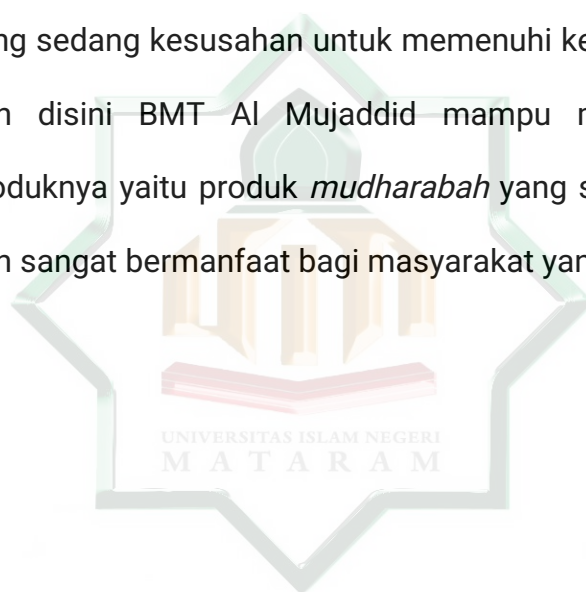 ng sedang kesusahan untuk memenuhi ke
n disini BMT Al Mujaddid mampu
oduknya yaitu produk mudharabah yang s
n sangat bermanfaat bagi masyarakat yan
UNIVERSITAS ISLAM NEGERI
MATARAM